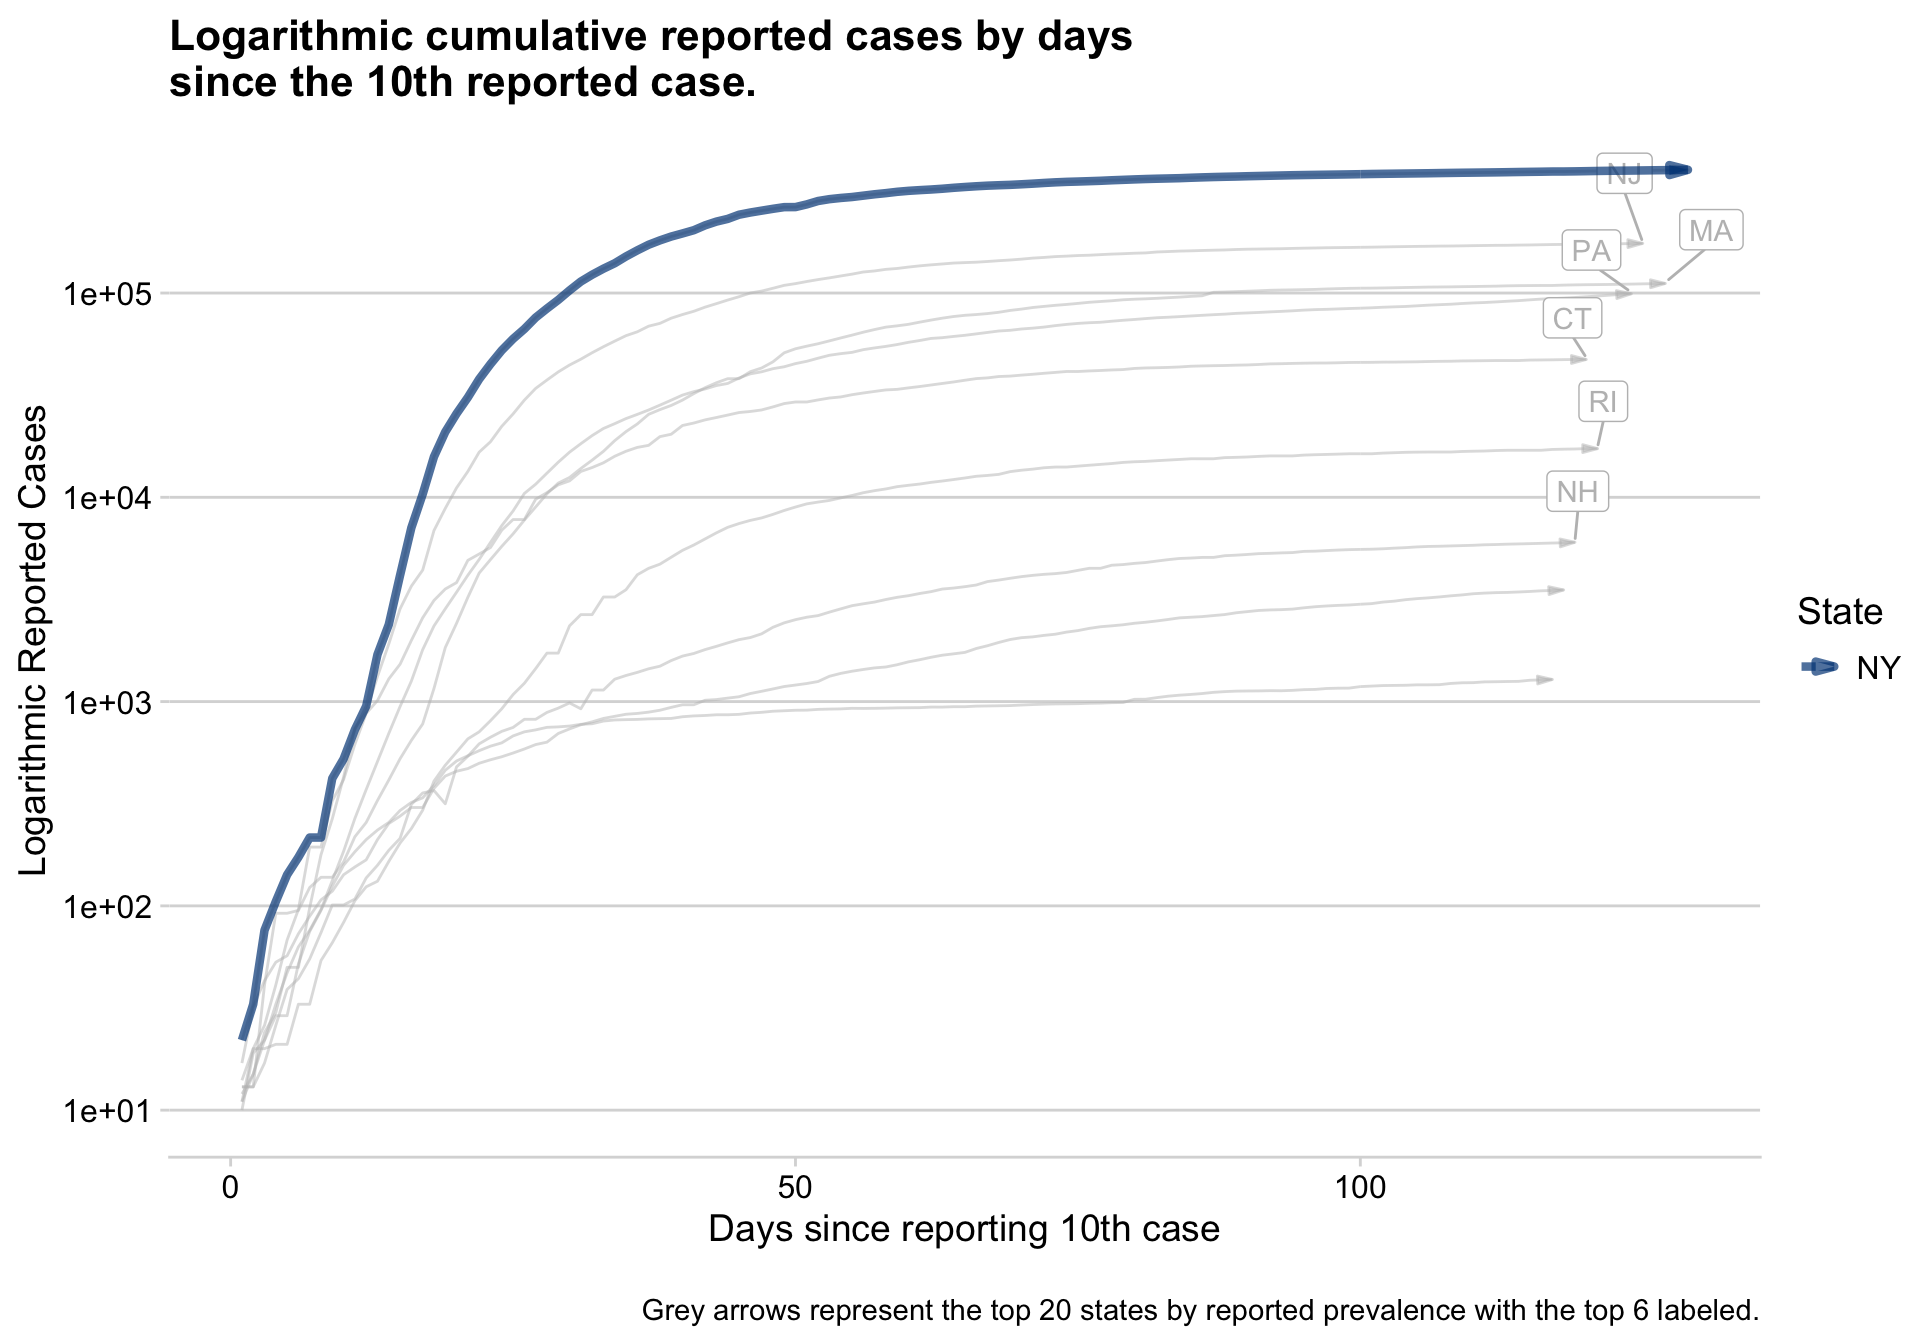 Logarithmic cumulative reported cases by days
since the 10th reported case.
NJ
MA
PA
CT
RI
NH
1e+05
1e+04
1e+03
1e+02
1e+01
Logarithmic Reported Cases
State
NY
0
50
100
Days since reporting 10th case
Grey arrows represent the top 20 states by reported prevalence with the top 6 labeled.